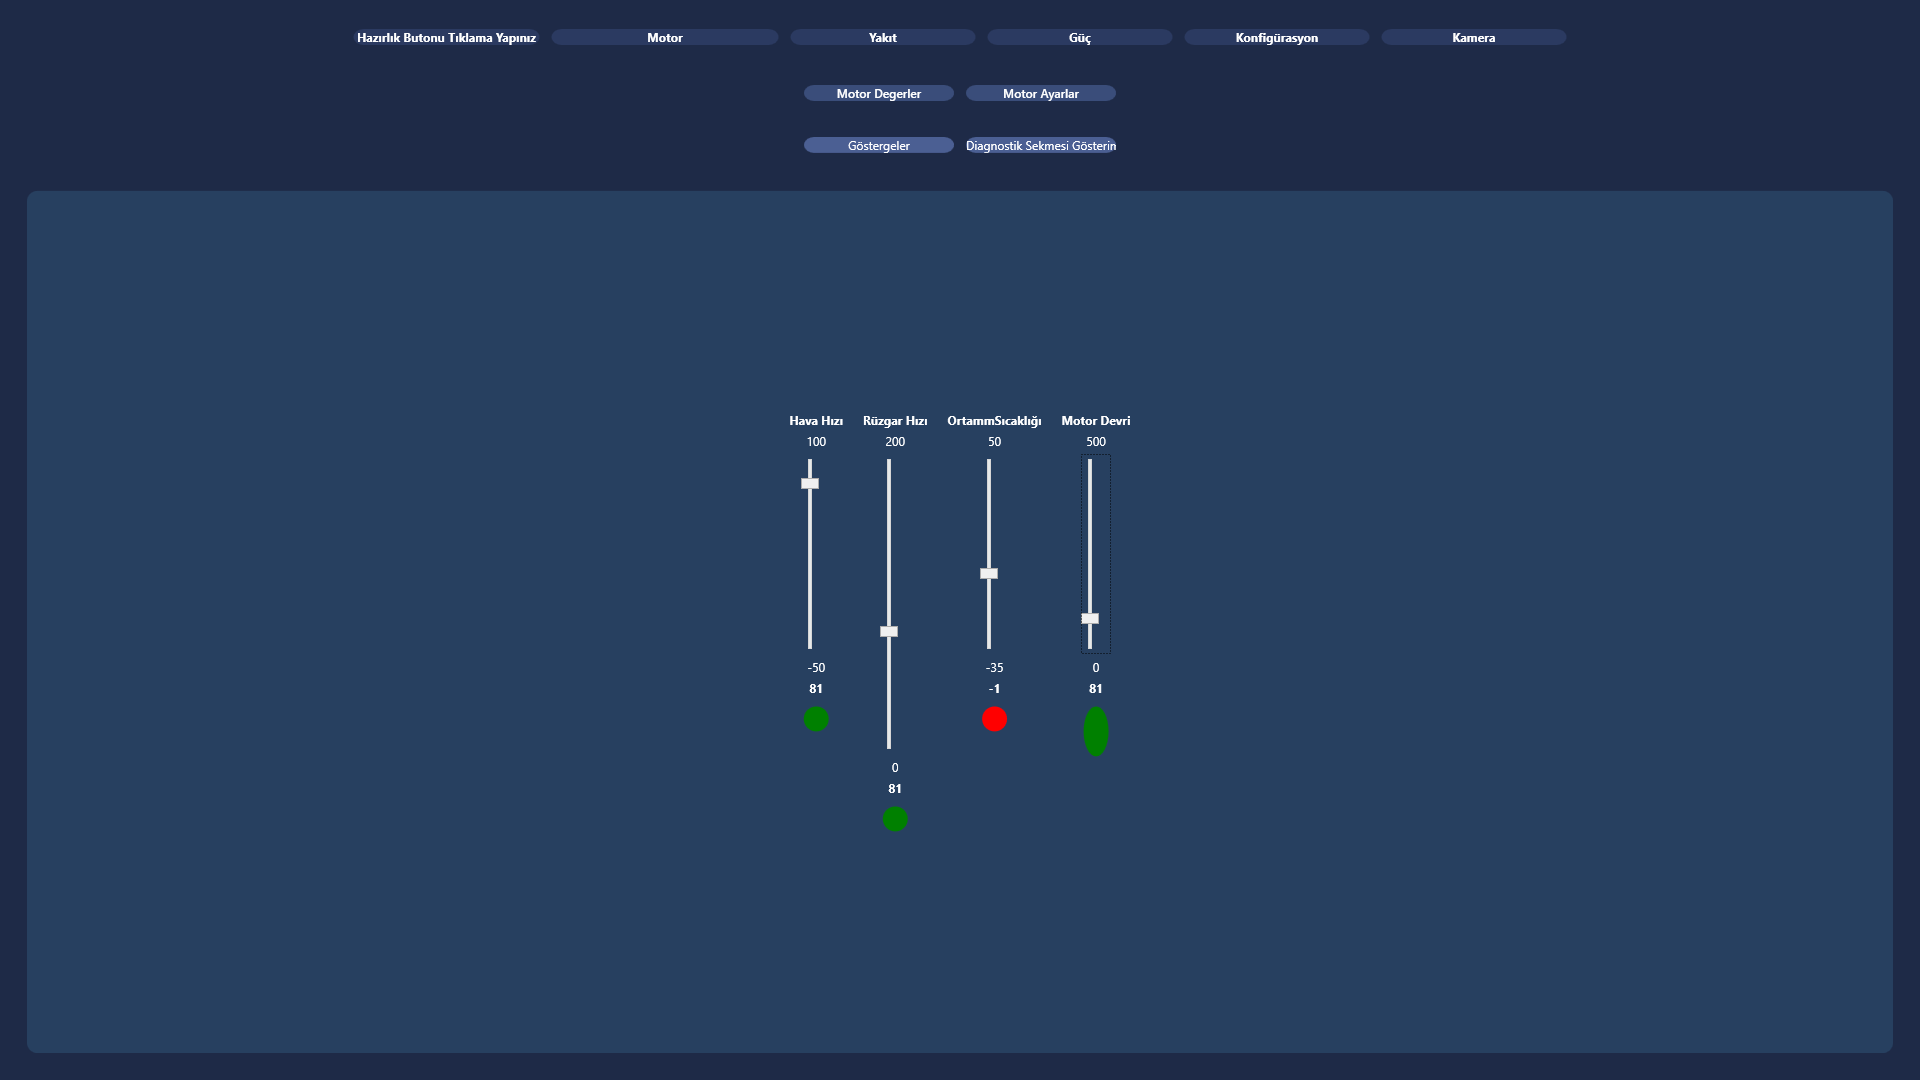 Hazırlık Butonu Tıklama Yapınız
Motor
Yakıt
Güç
Konfigürasyon
Kamera
Motor Degerler
Motor Ayarlar
Göstergeler
Diagnostik Sekmesi Gösterin
Hava Hızı
100
-50
81
Rüzgar Hızı
200
0
81
OrtammSıcaklığı
50
-35
-1
Motor Devri
500
0
81